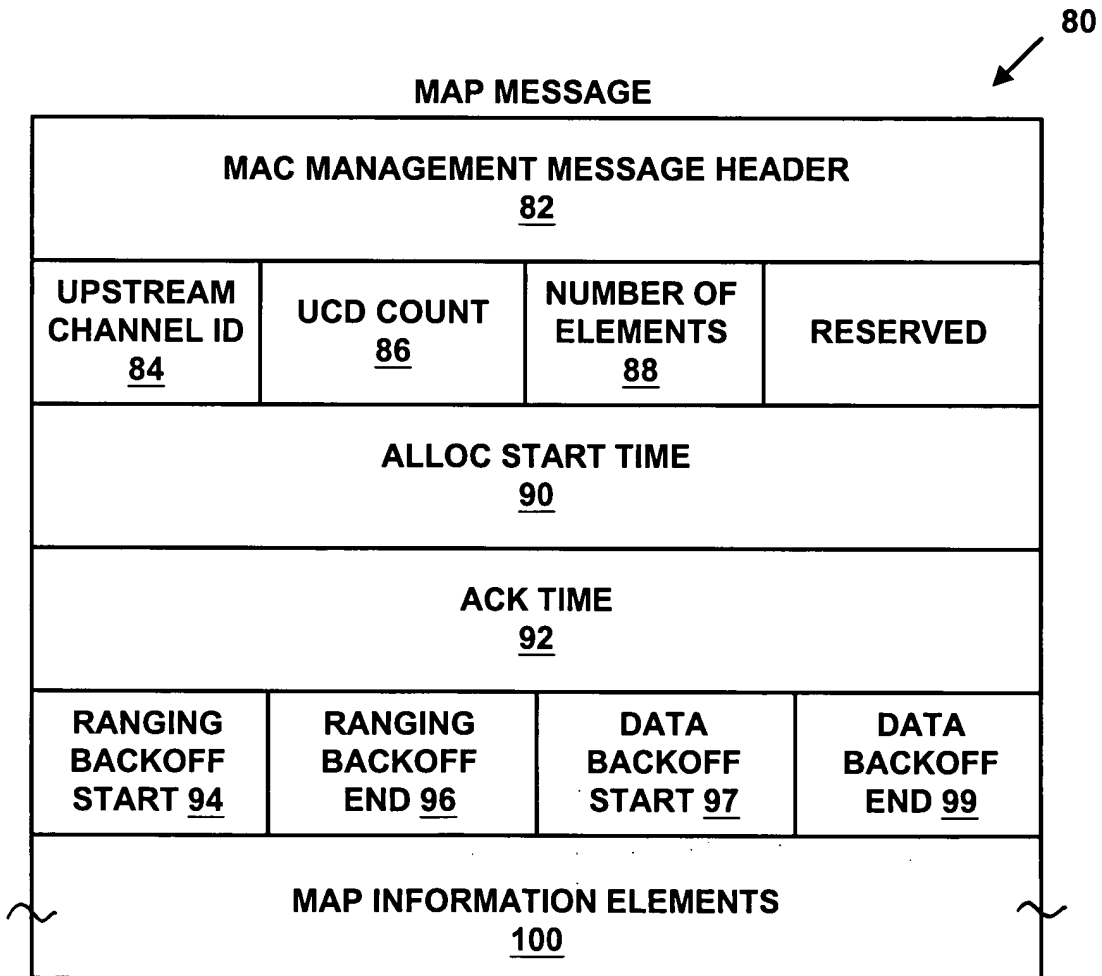 80
MAP MESSAGE
MAC MANAGEMENT MESSAGE HEADER
82
UPSTREAM
CHANNEL ID
84
UCD COUNT
86
NUMBER OF
ELEMENTS
88
RESERVED
ALLOC START TIME
90
ACK TIME
92
RANGING
BACKOFF
START 94
RANGING
BACKOFF
END 96
DATA
BACKOFF
START 97
DATA
BACKOFF
END 99
MAP INFORMATION ELEMENTS
100